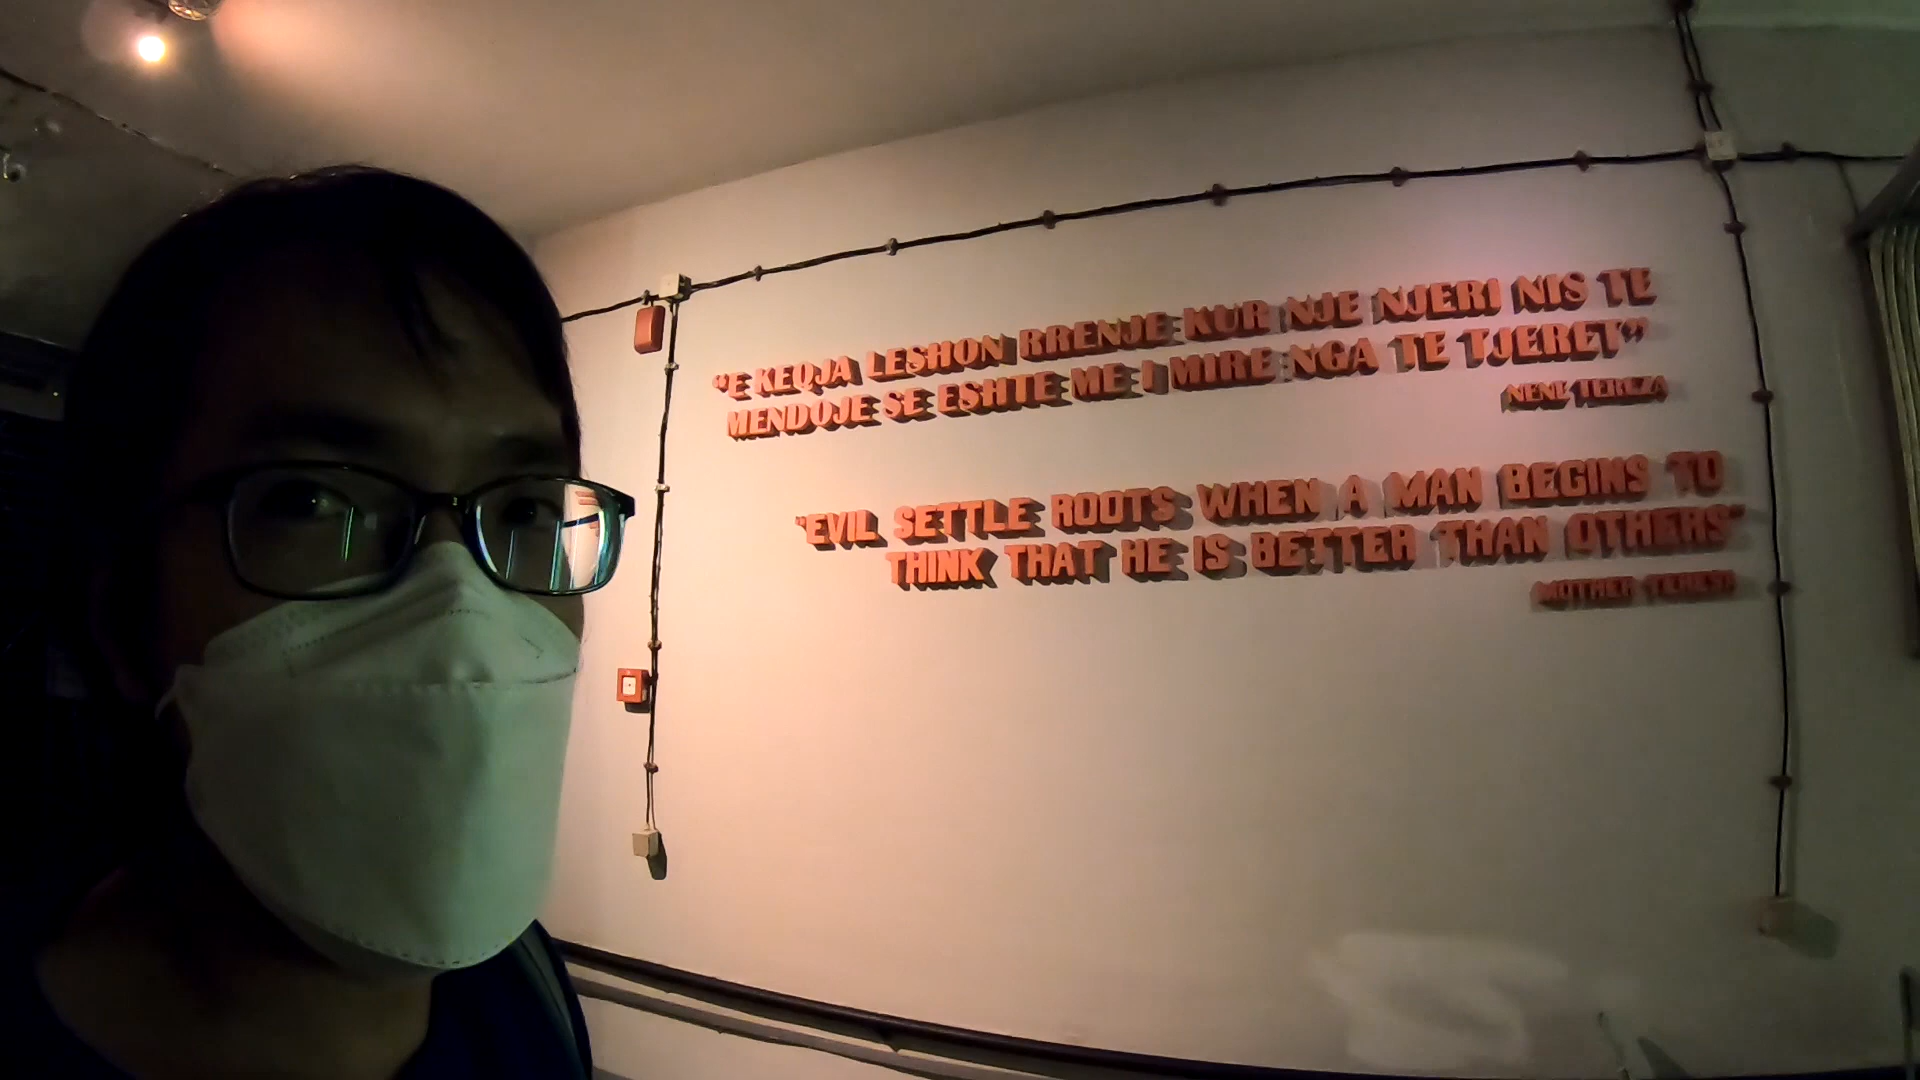 “E KEQJA LESHON RRENJE KUR NJE NJERI NIS TE
MENDOJE SE ESHTE ME I MIRE NGA TE TJERET”
NENE TEREZA
"EVIL SETTLE ROOTS WHEN A MAN BEGINS TO
THINK THAT HE IS BETTER THAN OTHERS"
MOTHER TERESA